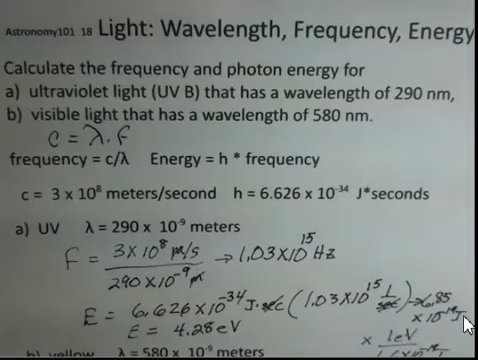 Astronomy101 18 Light: Wavelength, Frequency, Energy
Calculate the frequency and photon energy for
a) ultraviolet light (UV B) that has a wavelength of 290 nm,
b) visible light that has a wavelength of 580 nm.
C = λ·f
frequency = c/λ Energy = h * frequency
c = 3 x 10⁸ meters/second h = 6.626 x 10⁻³⁴ J*seconds
a) UV λ = 290 x 10⁻⁹ meters
f = 3X10⁸ m/s / 290X10⁻⁹ m → 1.03X10¹⁵ Hz
E = 6.626X10⁻³⁴ J·sec (1.03X10¹⁵ 1/sec) → 6.85 X10⁻¹⁹ J
E = 4.28 eV
x 1eV
b) yellow λ = 580 x 10⁻⁹ meters